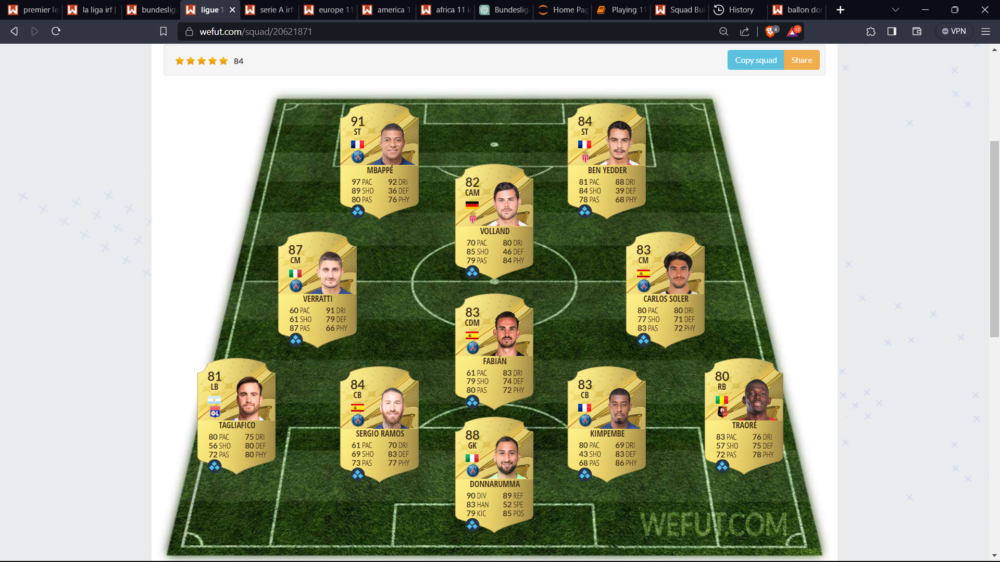 premier le
la liga irf |
bundeslig
ligue 1
serie A irf
europe 11
america 1
africa 11 i
Bundeslig
Home Pag
Playing 11
Squad Bui
History
ballon dor
wefut.com/squad/20621871
4
12
VPN
84
Copy squad
Share
91
ST
MBAPPÉ
97 PAC 92 DRI
89 SHO 36 DEF
80 PAS 76 PHY
84
ST
BEN YEDDER
81 PAC 88 DRI
84 SHO 39 DEF
78 PAS 68 PHY
82
CAM
VOLLAND
70 PAC 80 DRI
85 SHO 46 DEF
79 PAS 84 PHY
87
CM
VERRATTI
60 PAC 91 DRI
61 SHO 79 DEF
87 PAS 66 PHY
83
CM
CARLOS SOLER
80 PAC 80 DRI
77 SHO 71 DEF
83 PAS 72 PHY
83
CDM
FABIÁN
61 PAC 83 DRI
79 SHO 74 DEF
80 PAS 72 PHY
81
LB
OL
TAGLIAFICO
80 PAC 75 DRI
56 SHO 80 DEF
72 PAS 80 PHY
84
CB
SERGIO RAMOS
61 PAC 70 DRI
69 SHO 83 DEF
73 PAS 77 PHY
83
CB
KIMPEMBE
80 PAC 69 DRI
43 SHO 83 DEF
68 PAS 86 PHY
80
RB
TRAORÉ
83 PAC 76 DRI
57 SHO 75 DEF
72 PAS 78 PHY
88
GK
DONNARUMMA
90 DIV 89 REF
83 HAN 52 SPE
79 KIC 85 POS
WEFUT.COM